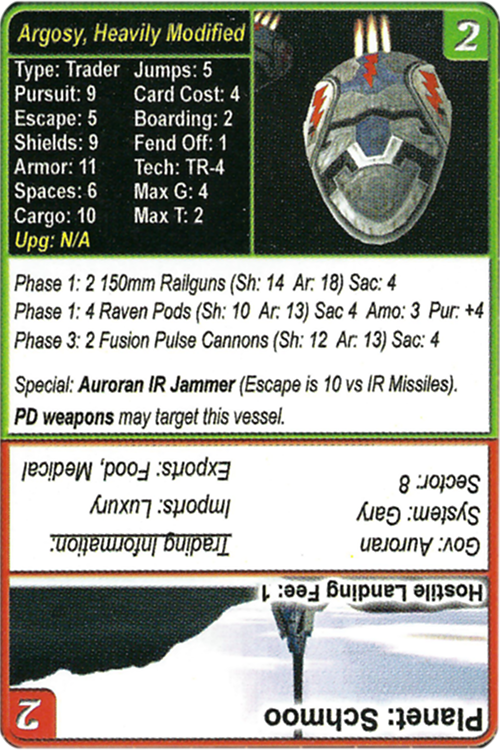 Argosy, Heavily Modified
2
Type: Trader Jumps: 5
Pursuit: 9 Card Cost: 4
Escape: 5 Boarding: 2
Shields: 9 Fend Off: 1
Armor: 11 Tech: TR-4
Spaces: 6 Max G: 4
Cargo: 10 Max T: 2
Upg: N/A
Phase 1: 2 150mm Railguns (Sh: 14 Ar: 18) Sac: 4
Phase 1: 4 Raven Pods (Sh: 10 Ar: 13) Sac 4 Amo: 3 Pur: +4
Phase 3: 2 Fusion Pulse Cannons (Sh: 12 Ar: 13) Sac: 4
Special: Auroran IR Jammer (Escape is 10 vs IR Missiles).
PD weapons may target this vessel.
Planet: Schmoo
2
Hostile Landing Fee: 1
Gov: Auroran Trading Information:
System: Gary Imports: Luxury
Sector: 8 Exports: Food, Medical